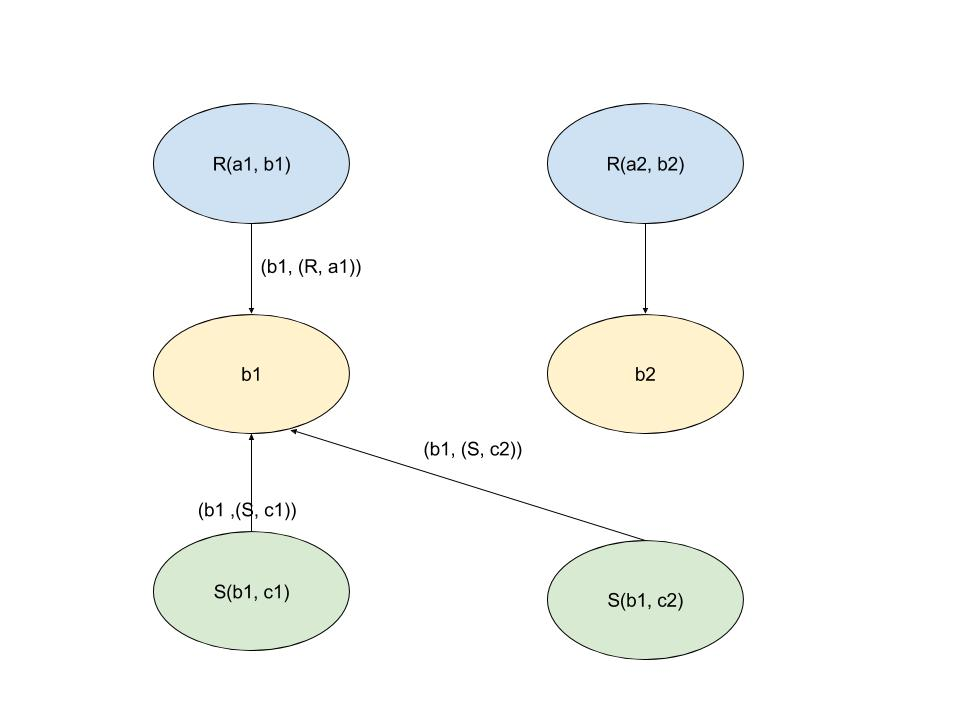 R(a1, b1)
R(a2, b2)
(b1, (R, a1))
b1
b2
(b1, (S, c2))
(b1 ,(S, c1))
S(b1, c1)
S(b1, c2)